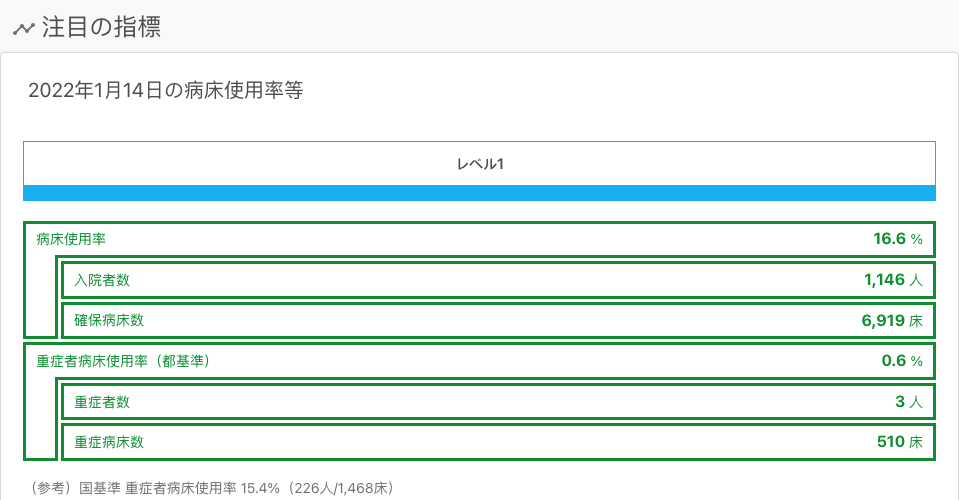 注目の指標
2022年1月14日の病床使用率等
レベル1
病床使用率 16.6 %
入院者数 1,146 人
確保病床数 6,919 床
重症者病床使用率（都基準） 0.6 %
重症者数 3 人
重症病床数 510 床
（参考）国基準 重症者病床使用率 15.4%（226人/1,468床）